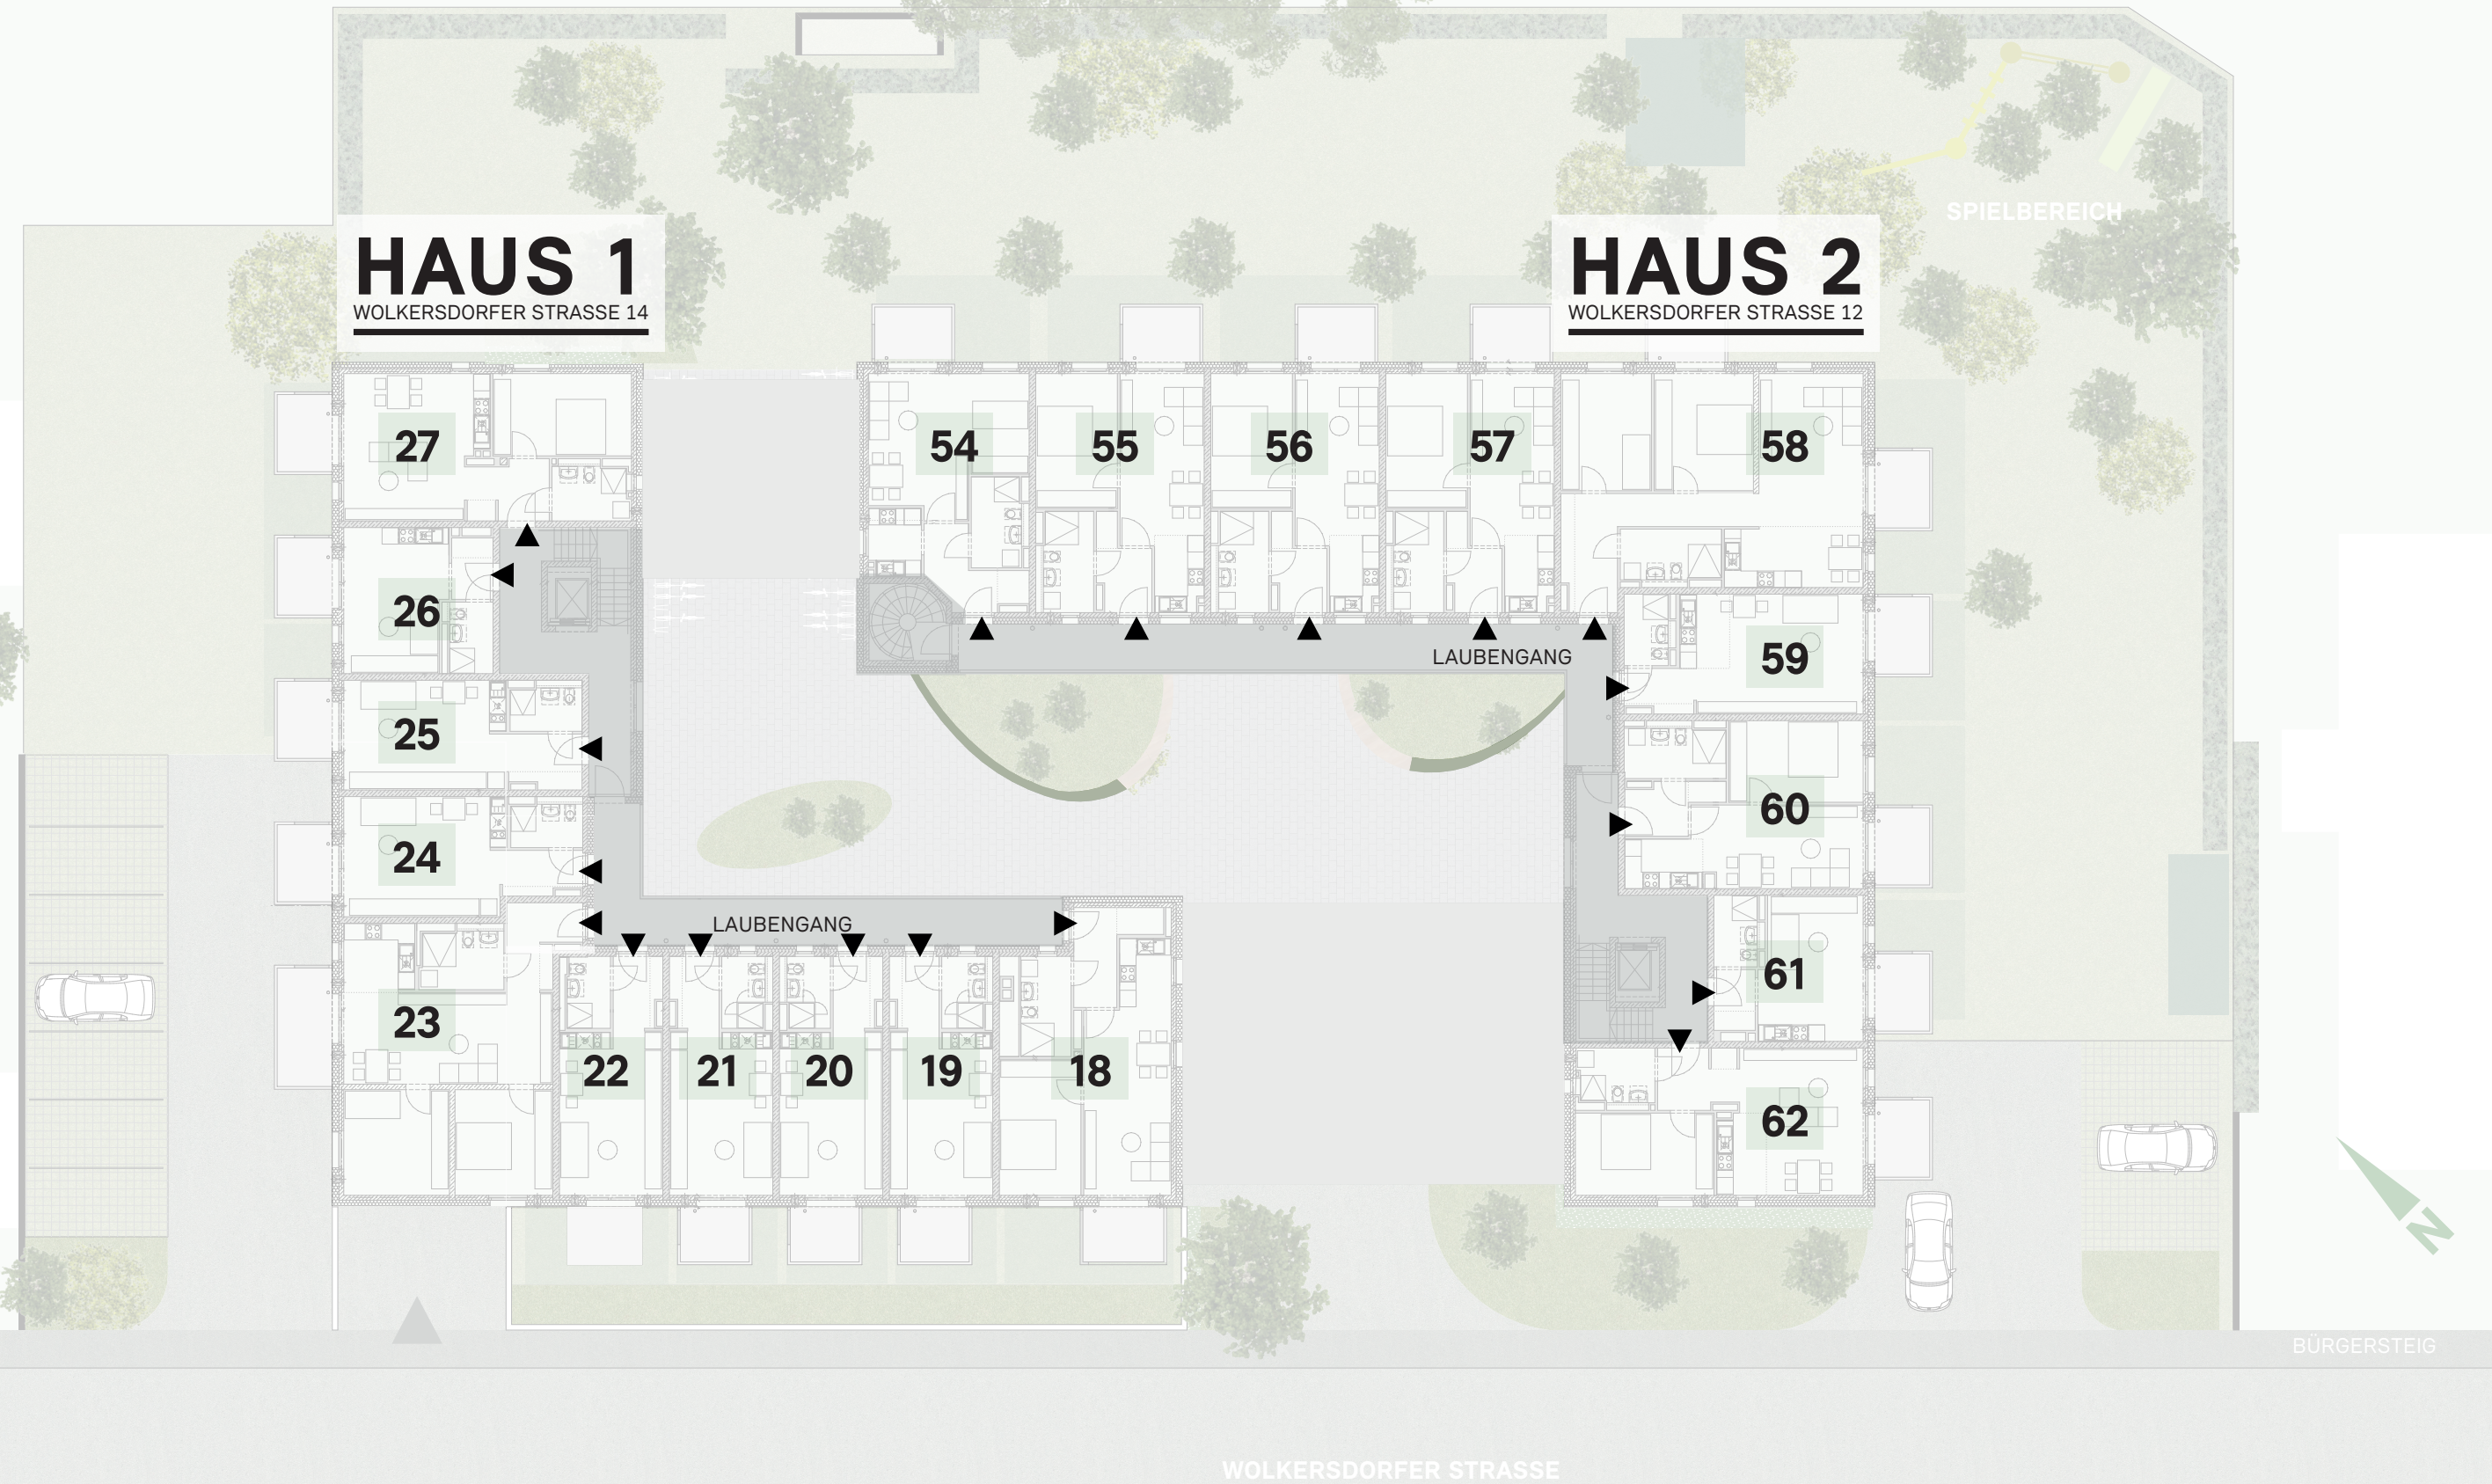 SPIELBEREICH
HAUS 1
WOLKERSDORFER STRASSE 14
HAUS 2
WOLKERSDORFER STRASSE 12
27
54
55
56
57
58
26
LAUBENGANG
59
25
60
24
LAUBENGANG
61
23
22
21
20
19
18
62
N
BÜRGERSTEIG
WOLKERSDORFER STRASSE